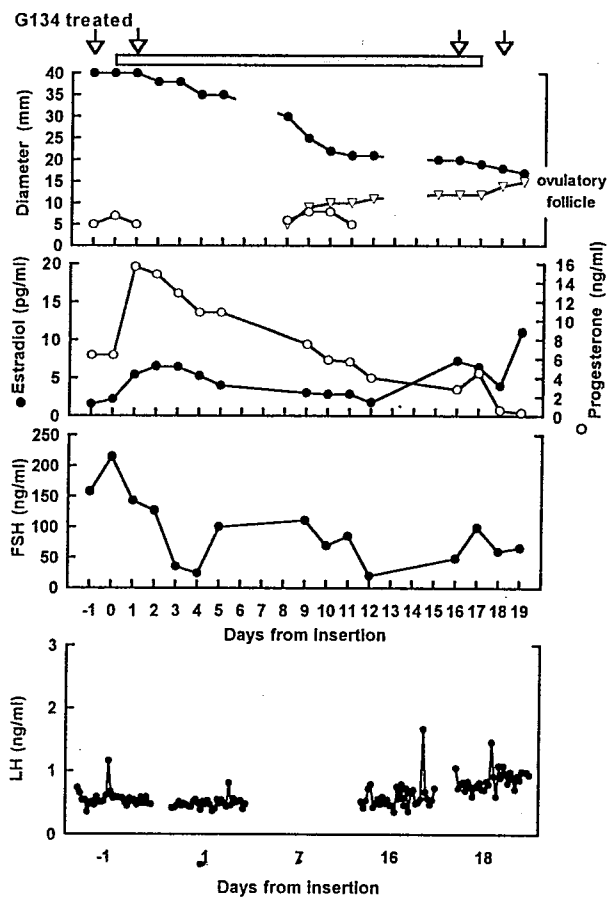 G134 treated
40
35
30
25
20
15
10
5
0
Diameter (mm)
ovulatory
follicle
20
15
10
5
0
Estradiol (pg/ml)
16
14
12
10
8
6
4
2
0
Progesterone (ng/ml)
250
200
150
100
50
0
FSH (ng/ml)
-1 0 1 2 3 4 5 6 7 7 8 9 10 11 12 13 14 15 16 17 18 19
Days from insertion
3
2
1
0
LH (ng/ml)
-1 1 7 16 18
Days from insertion